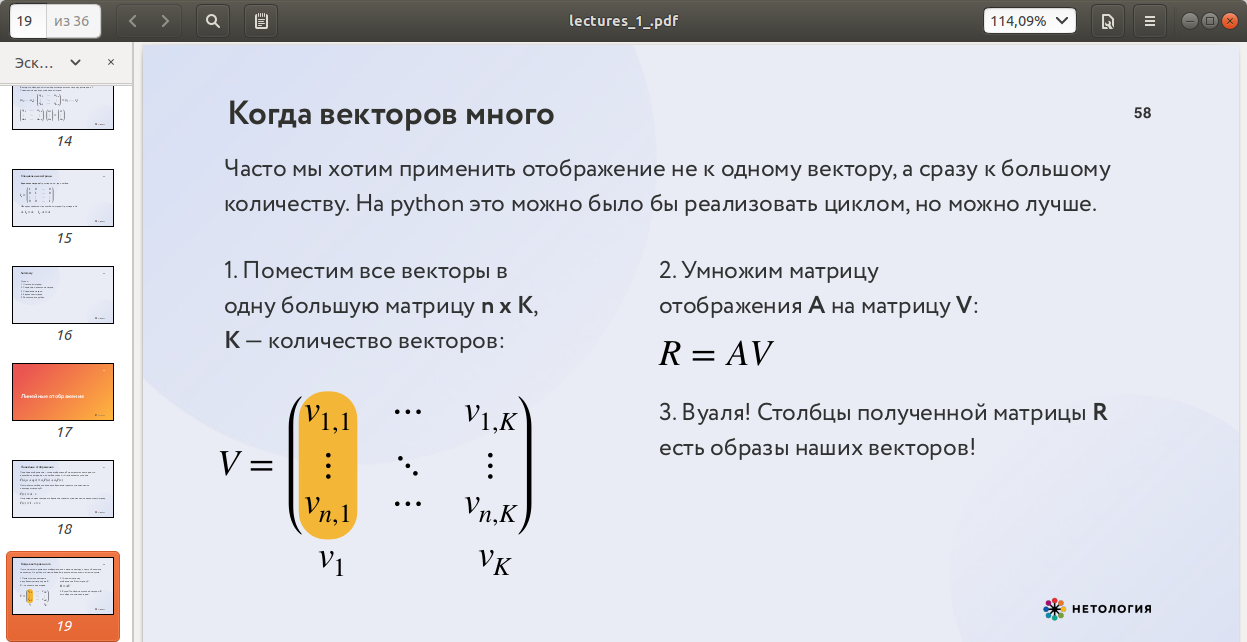 19 из 36
lectures_1_.pdf
114,09%
Эск...
14
15
16
Линейные отображения
17
18
19
Когда векторов много
58
Часто мы хотим применить отображение не к одному вектору, а сразу к большому
количеству. На python это можно было бы реализовать циклом, но можно лучше.
1. Поместим все векторы в
одну большую матрицу n x K,
K — количество векторов:
V = ( v1,1 ⋯ v1,K
⋮ ⋱ ⋮
vn,1 ⋯ vn,K )
v1 vK
2. Умножим матрицу
отображения A на матрицу V:
R = AV
3. Вуаля! Столбцы полученной матрицы R
есть образы наших векторов!
НЕТОЛОГИЯ